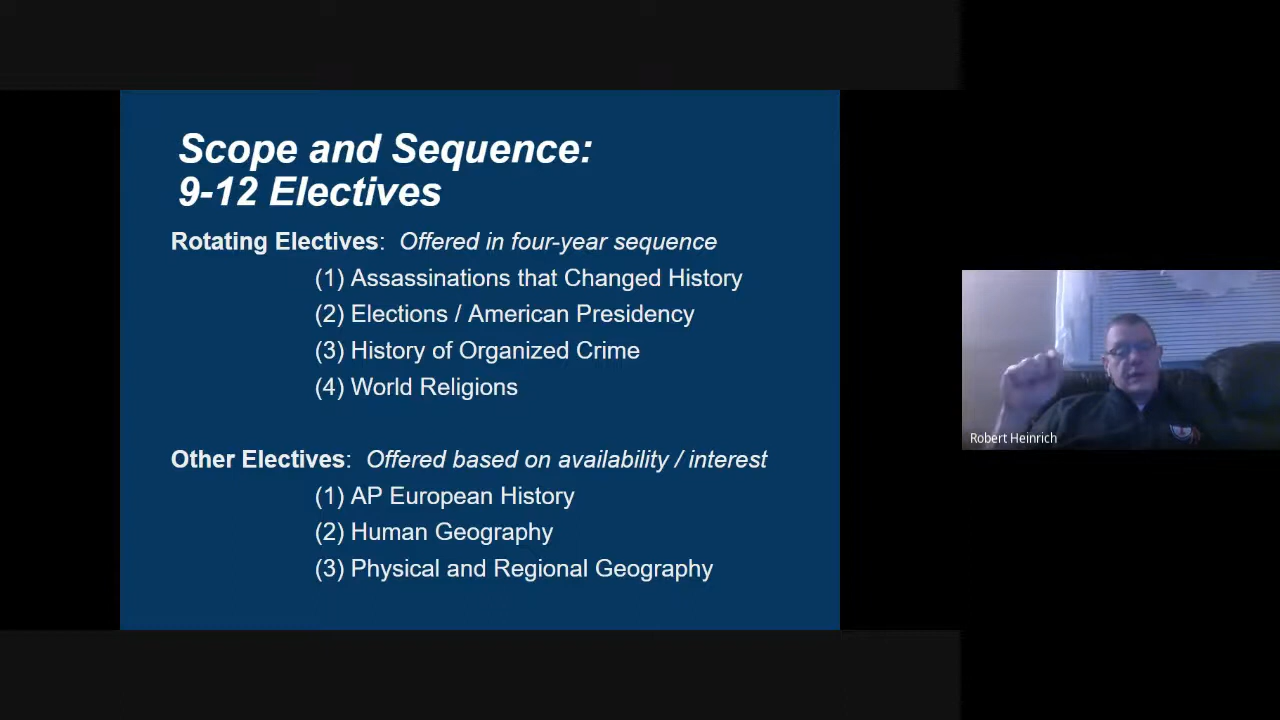 Scope and Sequence:
9-12 Electives
Rotating Electives: Offered in four-year sequence
(1) Assassinations that Changed History
(2) Elections / American Presidency
(3) History of Organized Crime
(4) World Religions
Other Electives: Offered based on availability / interest
(1) AP European History
(2) Human Geography
(3) Physical and Regional Geography
Robert Heinrich